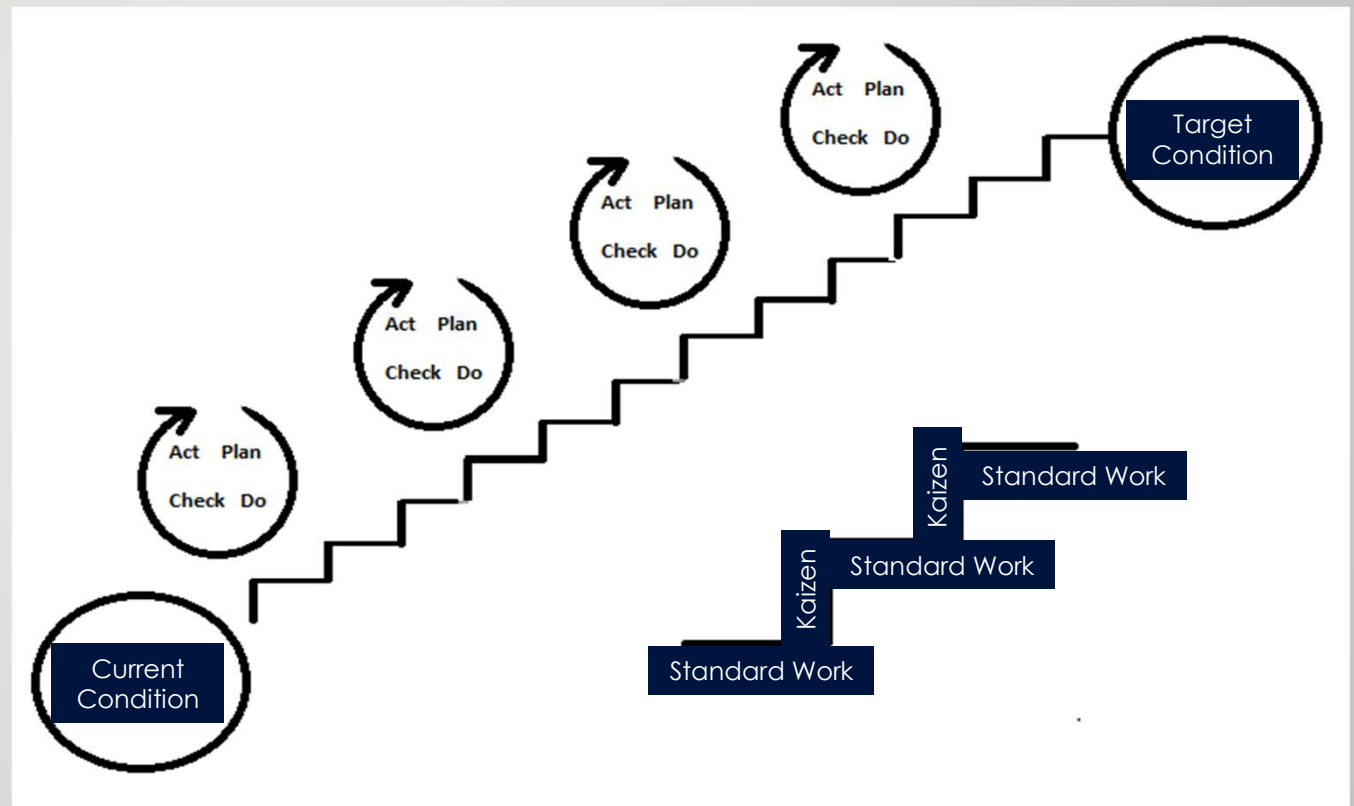 Act Plan
Check Do
Target
Condition
Act Plan
Check Do
Act Plan
Check Do
Act Plan
Check Do
Kaizen
Standard Work
Kaizen
Standard Work
Standard Work
Current
Condition